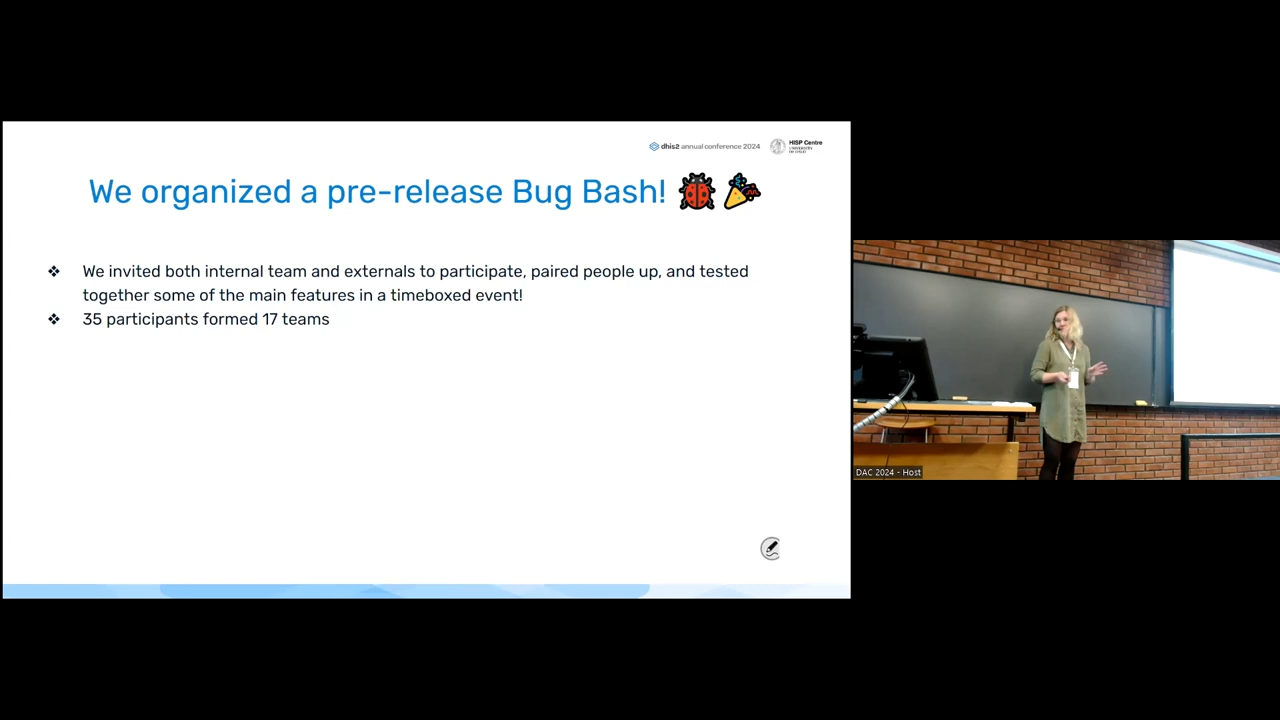 dhis2 annual conference 2024
HISP Centre
UNIVERSITY
OF OSLO
We organized a pre-release Bug Bash!
❖ We invited both internal team and externals to participate, paired people up, and tested
together some of the main features in a timeboxed event!
❖ 35 participants formed 17 teams
DAC 2024 - Host